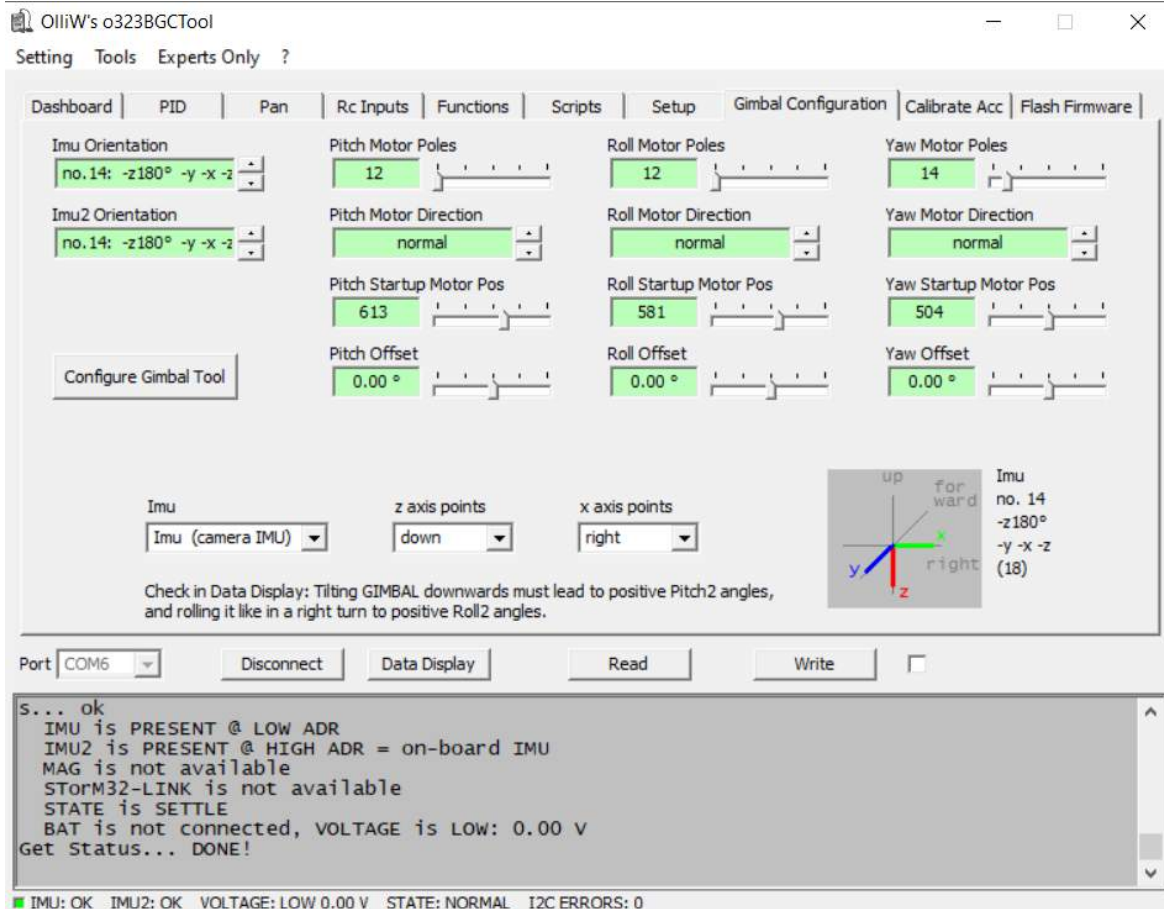 OlliW's o323BGCTool
Setting Tools Experts Only ?
Dashboard PID Pan Rc Inputs Functions Scripts Setup Gimbal Configuration Calibrate Acc Flash Firmware
Imu Orientation Pitch Motor Poles Roll Motor Poles Yaw Motor Poles
no.14: -z180° -y -x -z 12 12 14
Imu2 Orientation Pitch Motor Direction Roll Motor Direction Yaw Motor Direction
no.14: -z180° -y -x -z normal normal normal
Pitch Startup Motor Pos Roll Startup Motor Pos Yaw Startup Motor Pos
613 581 504
Pitch Offset Roll Offset Yaw Offset
Configure Gimbal Tool 0.00 ° 0.00 ° 0.00 °
Imu z axis points x axis points
Imu (camera IMU) down right
Check in Data Display: Tilting GIMBAL downwards must lead to positive Pitch2 angles,
and rolling it like in a right turn to positive Roll2 angles.
up
for
ward
x
right
y
z
Imu
no. 14
-z180°
-y -x -z
(18)
Port COM6 Disconnect Data Display Read Write
s... ok
IMU is PRESENT @ LOW ADR
IMU2 is PRESENT @ HIGH ADR = on-board IMU
MAG is not available
STorM32-LINK is not available
STATE is SETTLE
BAT is not connected, VOLTAGE is LOW: 0.00 V
Get Status... DONE!
IMU: OK IMU2: OK VOLTAGE: LOW 0.00 V STATE: NORMAL I2C ERRORS: 0